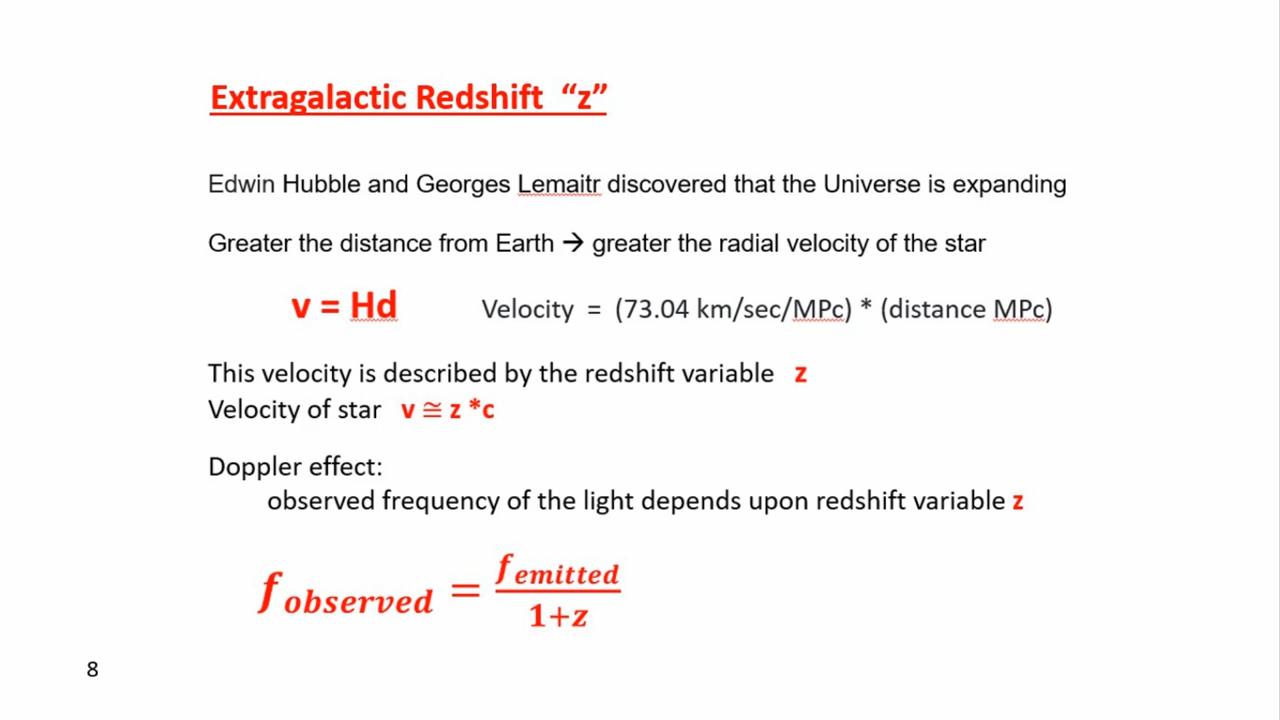 Extragalactic Redshift “z”
Edwin Hubble and Georges Lemaitr discovered that the Universe is expanding
Greater the distance from Earth → greater the radial velocity of the star
v = Hd Velocity = (73.04 km/sec/MPc) * (distance MPc)
This velocity is described by the redshift variable z
Velocity of star v ≅ z *c
Doppler effect:
observed frequency of the light depends upon redshift variable z
f observed = f emitted / 1+z
8